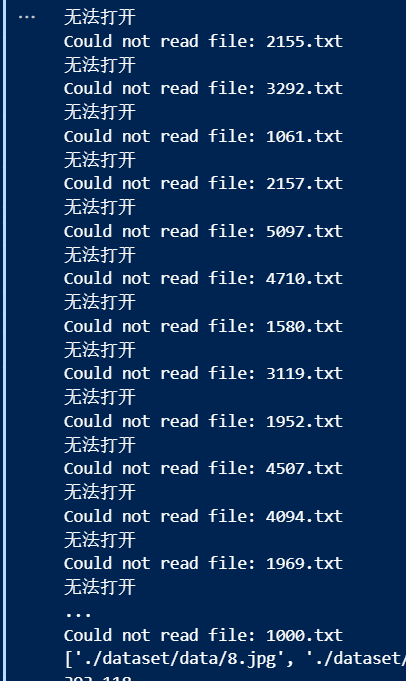 ... 无法打开
Could not read file: 2155.txt
无法打开
Could not read file: 3292.txt
无法打开
Could not read file: 1061.txt
无法打开
Could not read file: 2157.txt
无法打开
Could not read file: 5097.txt
无法打开
Could not read file: 4710.txt
无法打开
Could not read file: 1580.txt
无法打开
Could not read file: 3119.txt
无法打开
Could not read file: 1952.txt
无法打开
Could not read file: 4507.txt
无法打开
Could not read file: 4094.txt
无法打开
Could not read file: 1969.txt
无法打开
...
Could not read file: 1000.txt
['./dataset/data/8.jpg', './dataset/